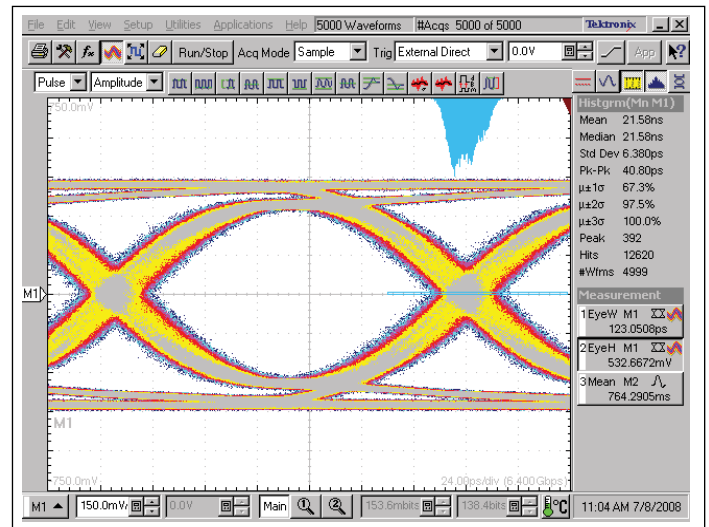 File Edit View Setup Utilities Applications Help 5000 Waveforms #Acqs 5000 of 5000 Tektronix
Run/Stop Acq Mode Sample Trig External Direct 0.0V App
Pulse Amplitude
750.0mV
Histgrm(Mn M1)
Mean 21.58ns
Median 21.58ns
Std Dev 6.380ps
Pk-Pk 40.80ps
µ±1σ 67.3%
µ±2σ 97.5%
µ±3σ 100.0%
Peak 392
Hits 12620
#Wfms 4999
M1
Measurement
1 EyeW M1
123.0508ps
2 EyeH M1
532.6672mV
3 Mean M2
764.2905ms
M1
-750.0mV
24.00ps/div (6.400Gbps)
M1 150.0mV/ 0.0V Main 1 2 153.6mbits 138.4bits °C 11:04 AM 7/8/2008